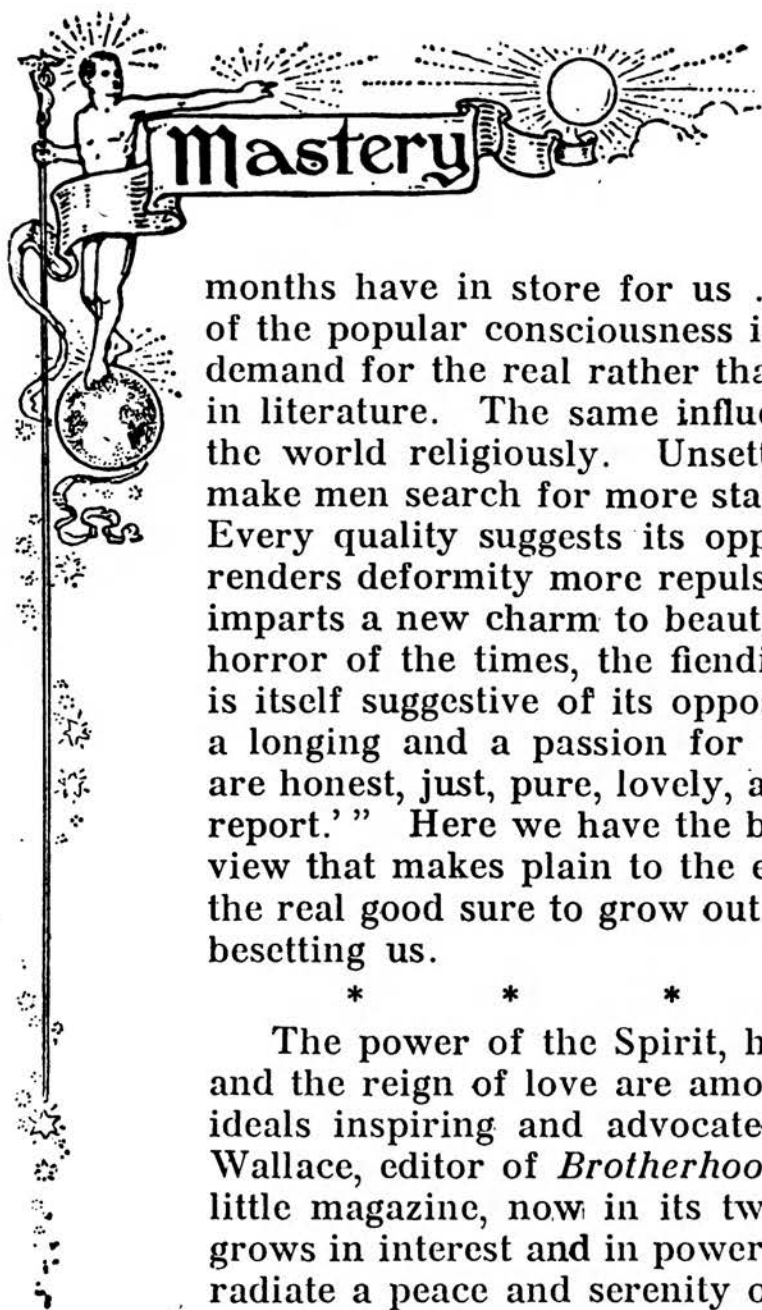 Mastery
months have in store for us .
of the popular consciousness i
demand for the real rather tha
in literature. The same influe
the world religiously. Unsett
make men search for more sta
Every quality suggests its opp
renders deformity more repuls
imparts a new charm to beaut
horror of the times, the fiendi
is itself suggestive of its oppo
a longing and a passion for
are honest, just, pure, lovely, a
report.' " Here we have the b
view that makes plain to the e
the real good sure to grow out
besetting us.
* * *
The power of the Spirit, h
and the reign of love are amo
ideals inspiring and advocate
Wallace, editor of Brotherhoo
little magazine, now in its tw
grows in interest and in power
radiate a peace and serenity o